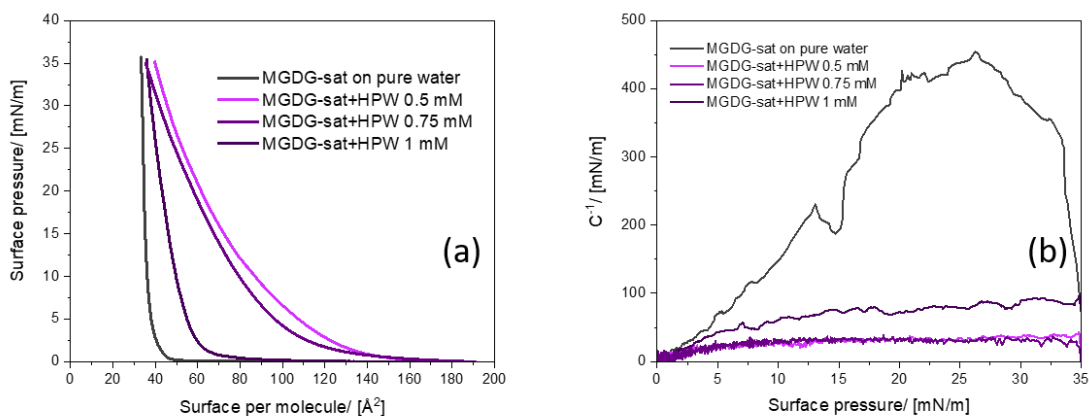 40
35
30
25
20
15
10
5
0
Surface pressure/ [mN/m]
MGDG-sat on pure water
MGDG-sat+HPW 0.5 mM
MGDG-sat+HPW 0.75 mM
MGDG-sat+HPW 1 mM
(a)
0 20 40 60 80 100 120 140 160 180 200
Surface per molecule/ [Å²]
500
400
300
200
100
0
C⁻¹/ [mN/m]
MGDG-sat on pure water
MGDG-sat+HPW 0.5 mM
MGDG-sat+HPW 0.75 mM
MGDG-sat+HPW 1 mM
(b)
0 5 10 15 20 25 30 35
Surface pressure/ [mN/m]